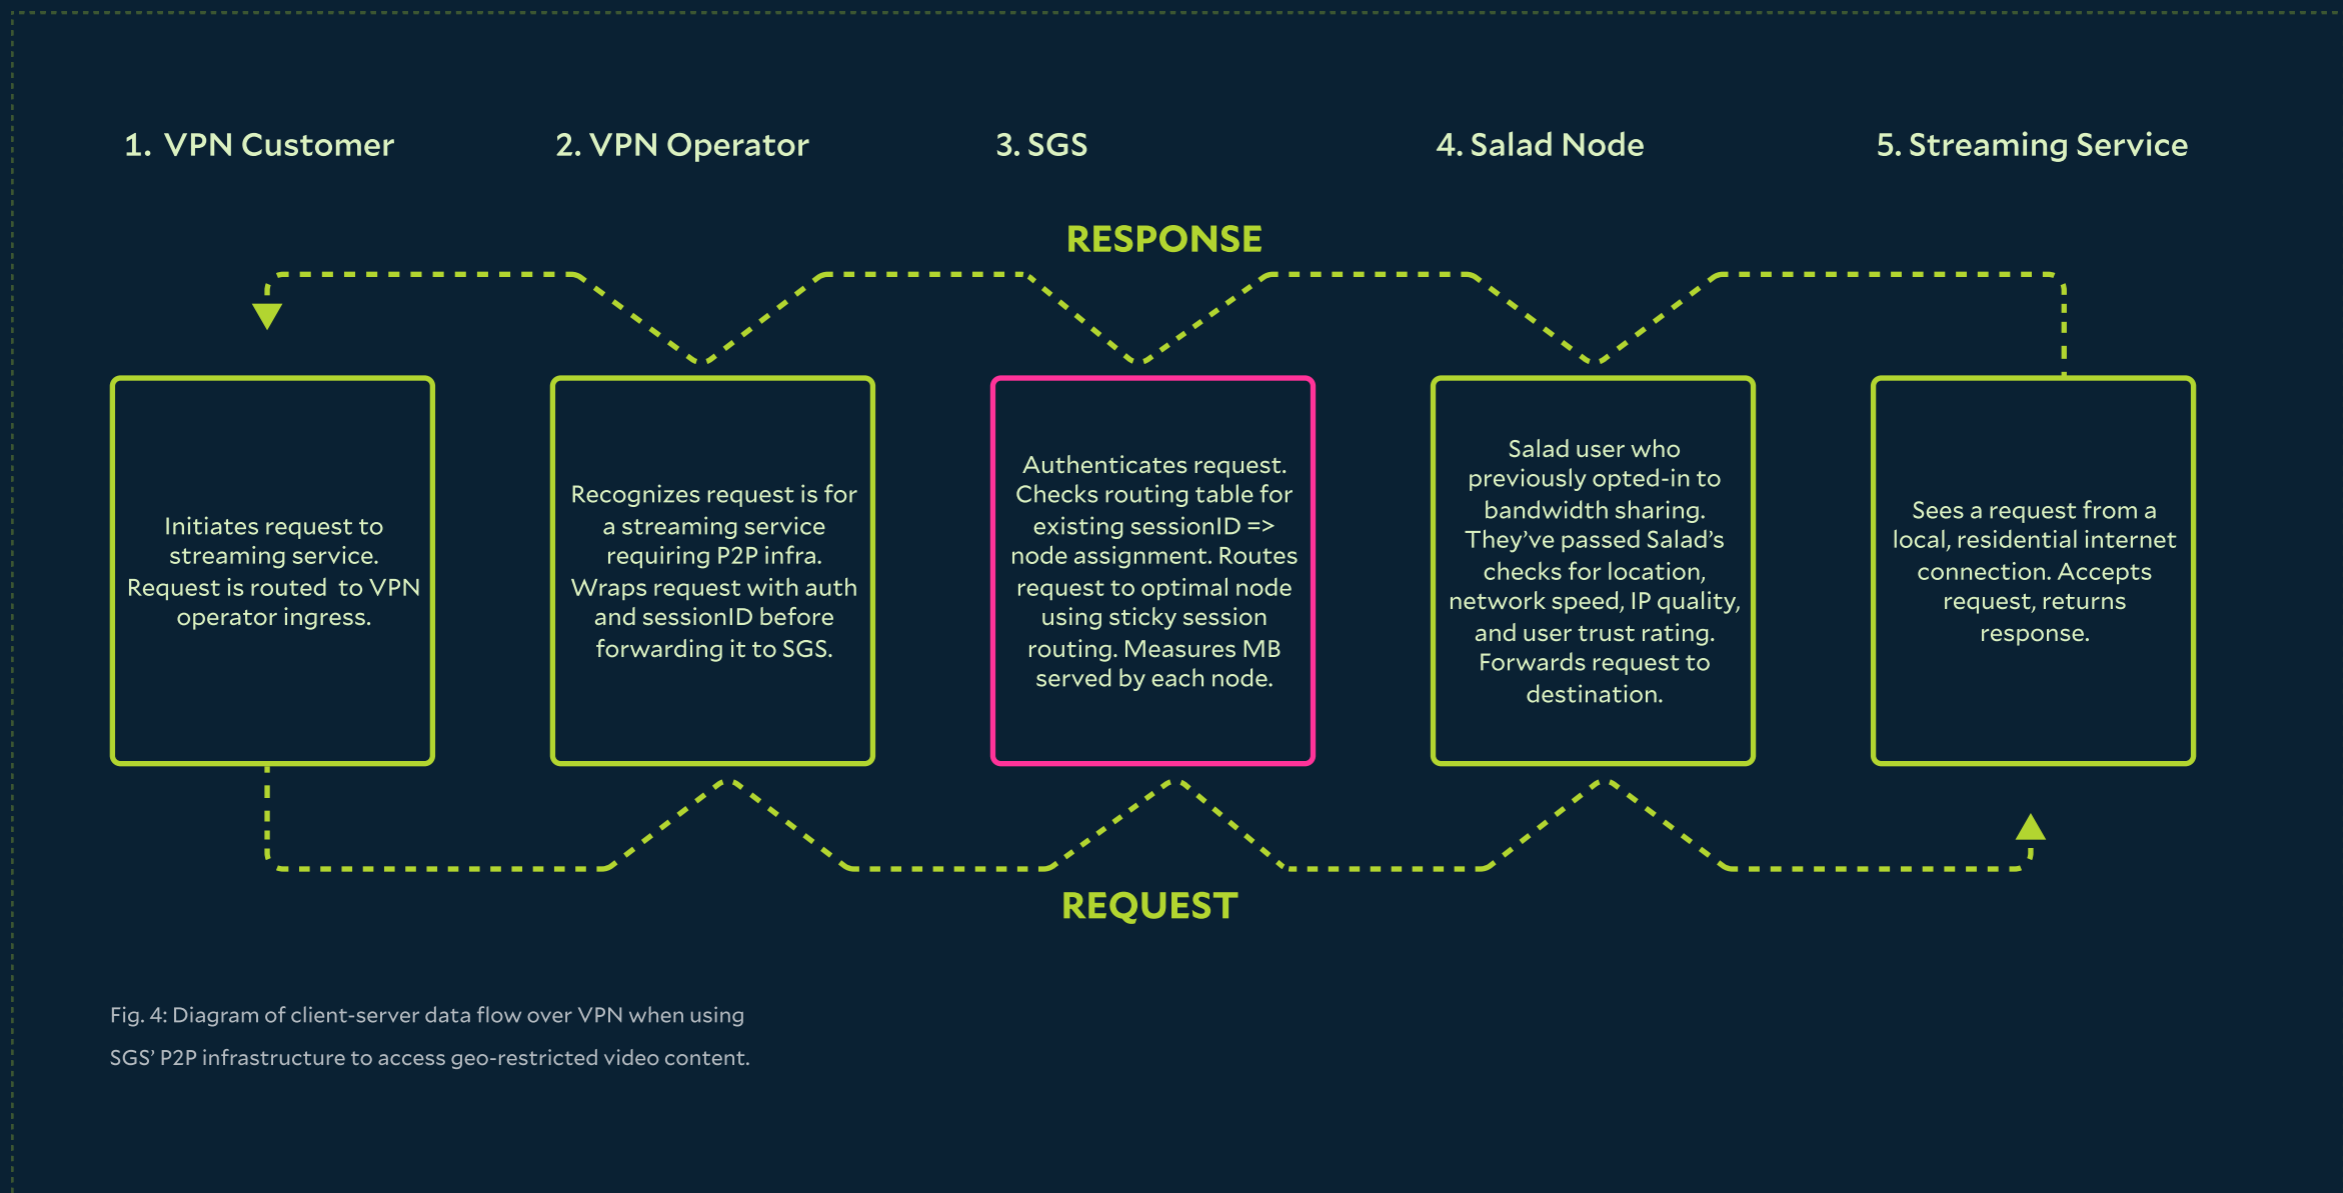 1. VPN Customer
2. VPN Operator
3. SGS
4. Salad Node
5. Streaming Service
RESPONSE
Initiates request to
streaming service.
Request is routed to VPN
operator ingress.
Recognizes request is for
a streaming service
requiring P2P infra.
Wraps request with auth
and sessionID before
forwarding it to SGS.
Authenticates request.
Checks routing table for
existing sessionID =>
node assignment. Routes
request to optimal node
using sticky session
routing. Measures MB
served by each node.
Salad user who
previously opted-in to
bandwidth sharing.
They’ve passed Salad’s
checks for location,
network speed, IP quality,
and user trust rating.
Forwards request to
destination.
Sees a request from a
local, residential internet
connection. Accepts
request, returns
response.
REQUEST
Fig. 4: Diagram of client-server data flow over VPN when using
SGS’ P2P infrastructure to access geo-restricted video content.